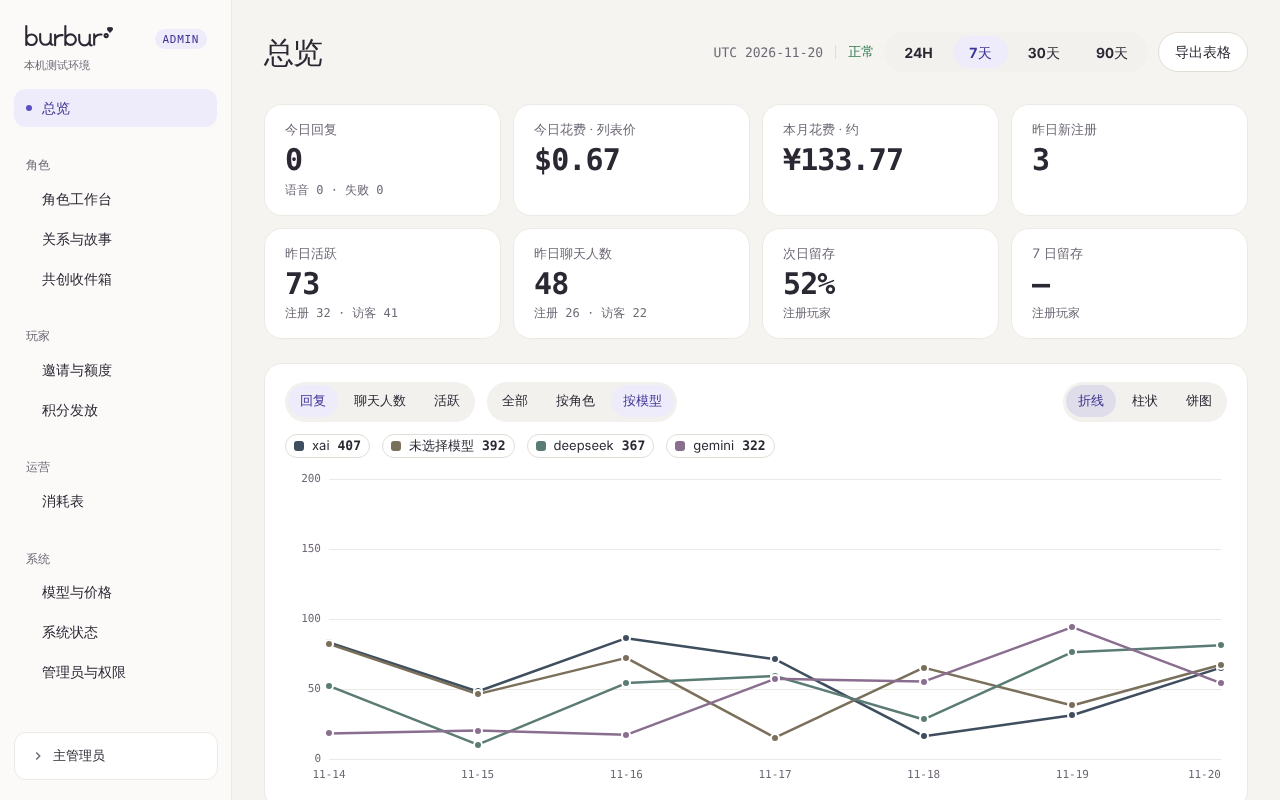 burbur
ADMIN
本机测试环境
总览
角色
角色工作台
关系与故事
共创收件箱
玩家
邀请与额度
积分发放
运营
消耗表
系统
模型与价格
系统状态
管理员与权限
主管理员
总览
UTC 2026-11-20 正常 24H 7天 30天 90天 导出表格
今日回复
0
语音 0 · 失败 0
今日花费 · 列表价
$0.67
本月花费 · 约
¥133.77
昨日新注册
3
昨日活跃
73
注册 32 · 访客 41
昨日聊天人数
48
注册 26 · 访客 22
次日留存
52%
注册玩家
7 日留存
—
注册玩家
回复 聊天人数 活跃 全部 按角色 按模型 折线 柱状 饼图
xai 407 未选择模型 392 deepseek 367 gemini 322
200
150
100
50
0
11-14 11-15 11-16 11-17 11-18 11-19 11-20